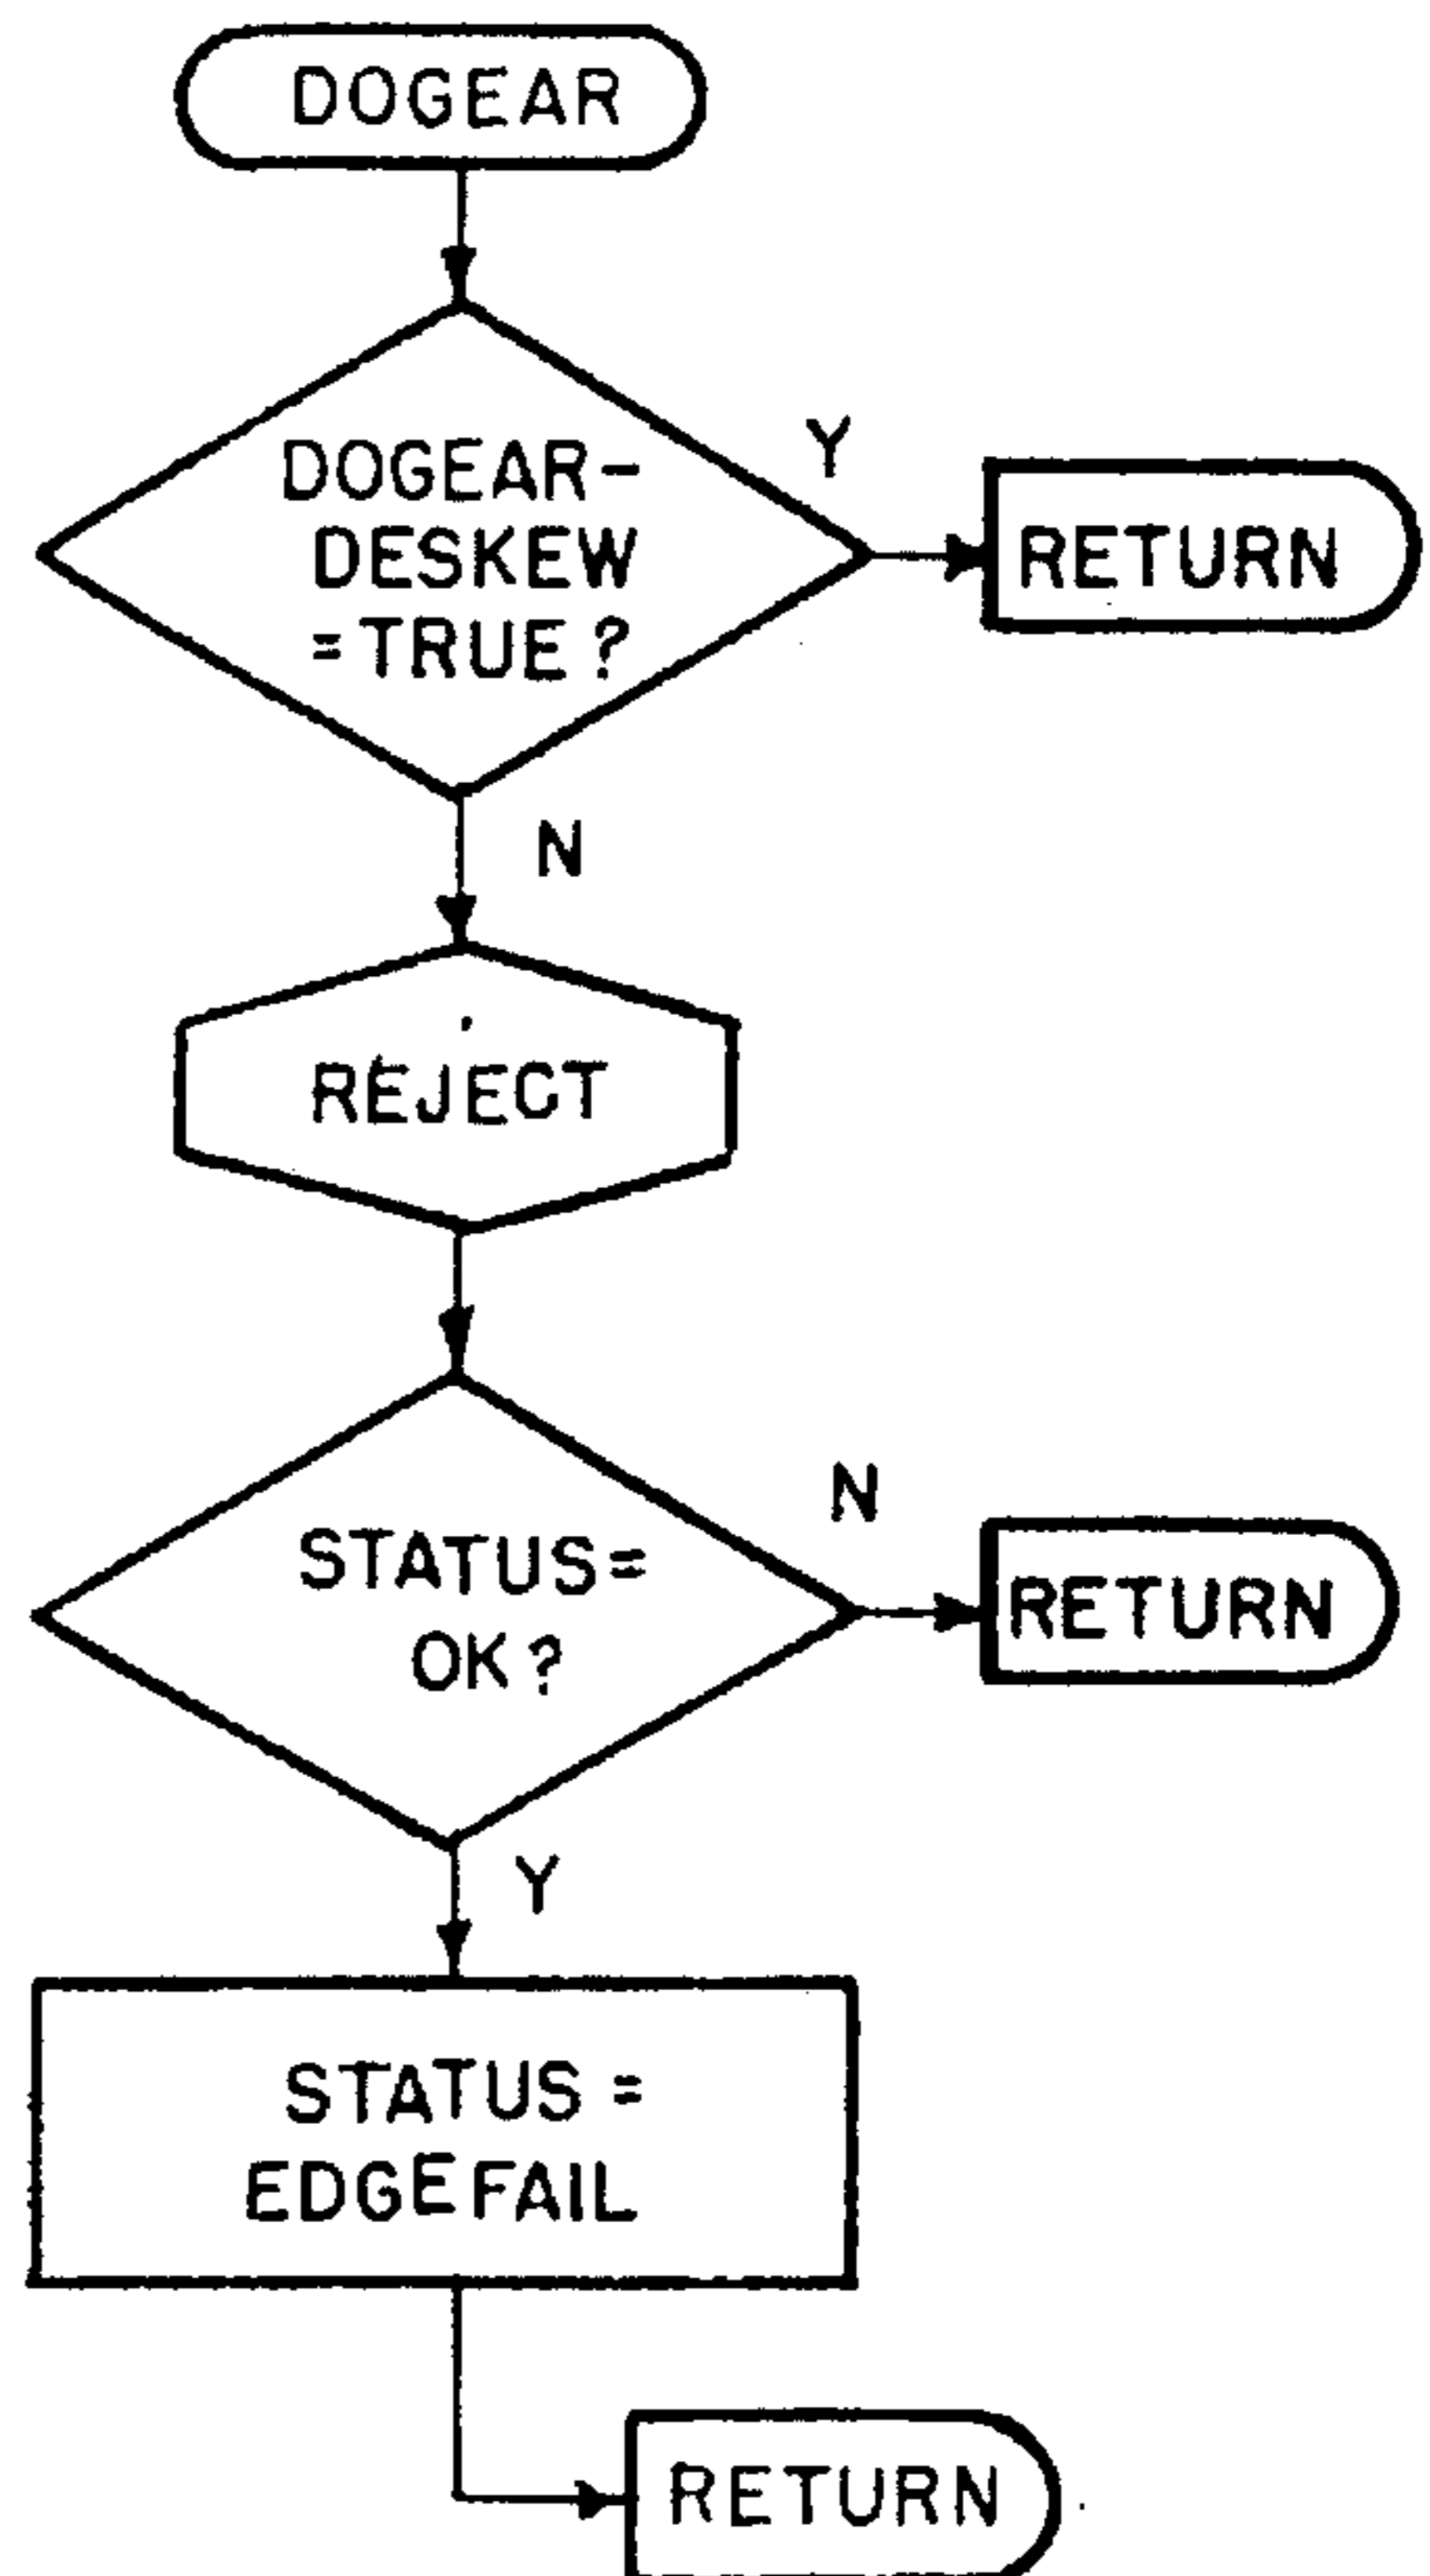 DOGEAR
DOGEAR-
DESKEW
=TRUE?
Y
RETURN
N
REJECT
STATUS=
OK?
N
RETURN
Y
STATUS =
EDGEFAIL
RETURN